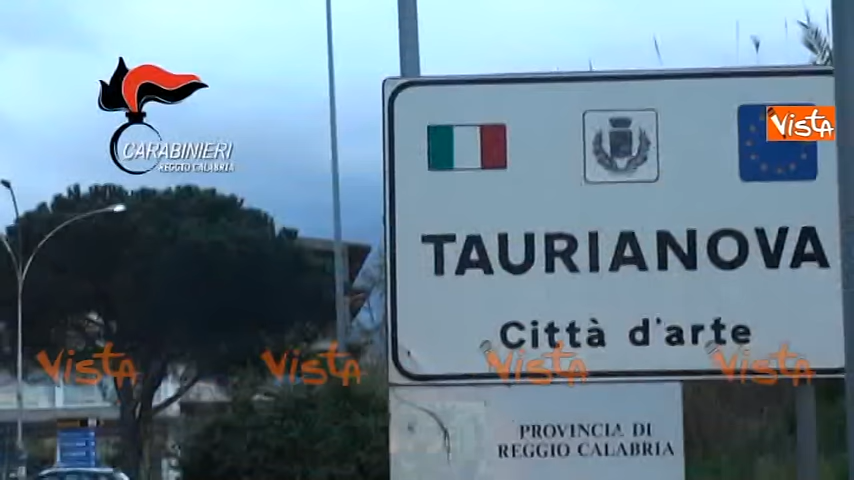 CARABINIERI
REGGIO CALABRIA
VISTA
TAURIANOVA
Città d'arte
VISTA VISTA VISTA VISTA
PROVINCIA DI
REGGIO CALABRIA